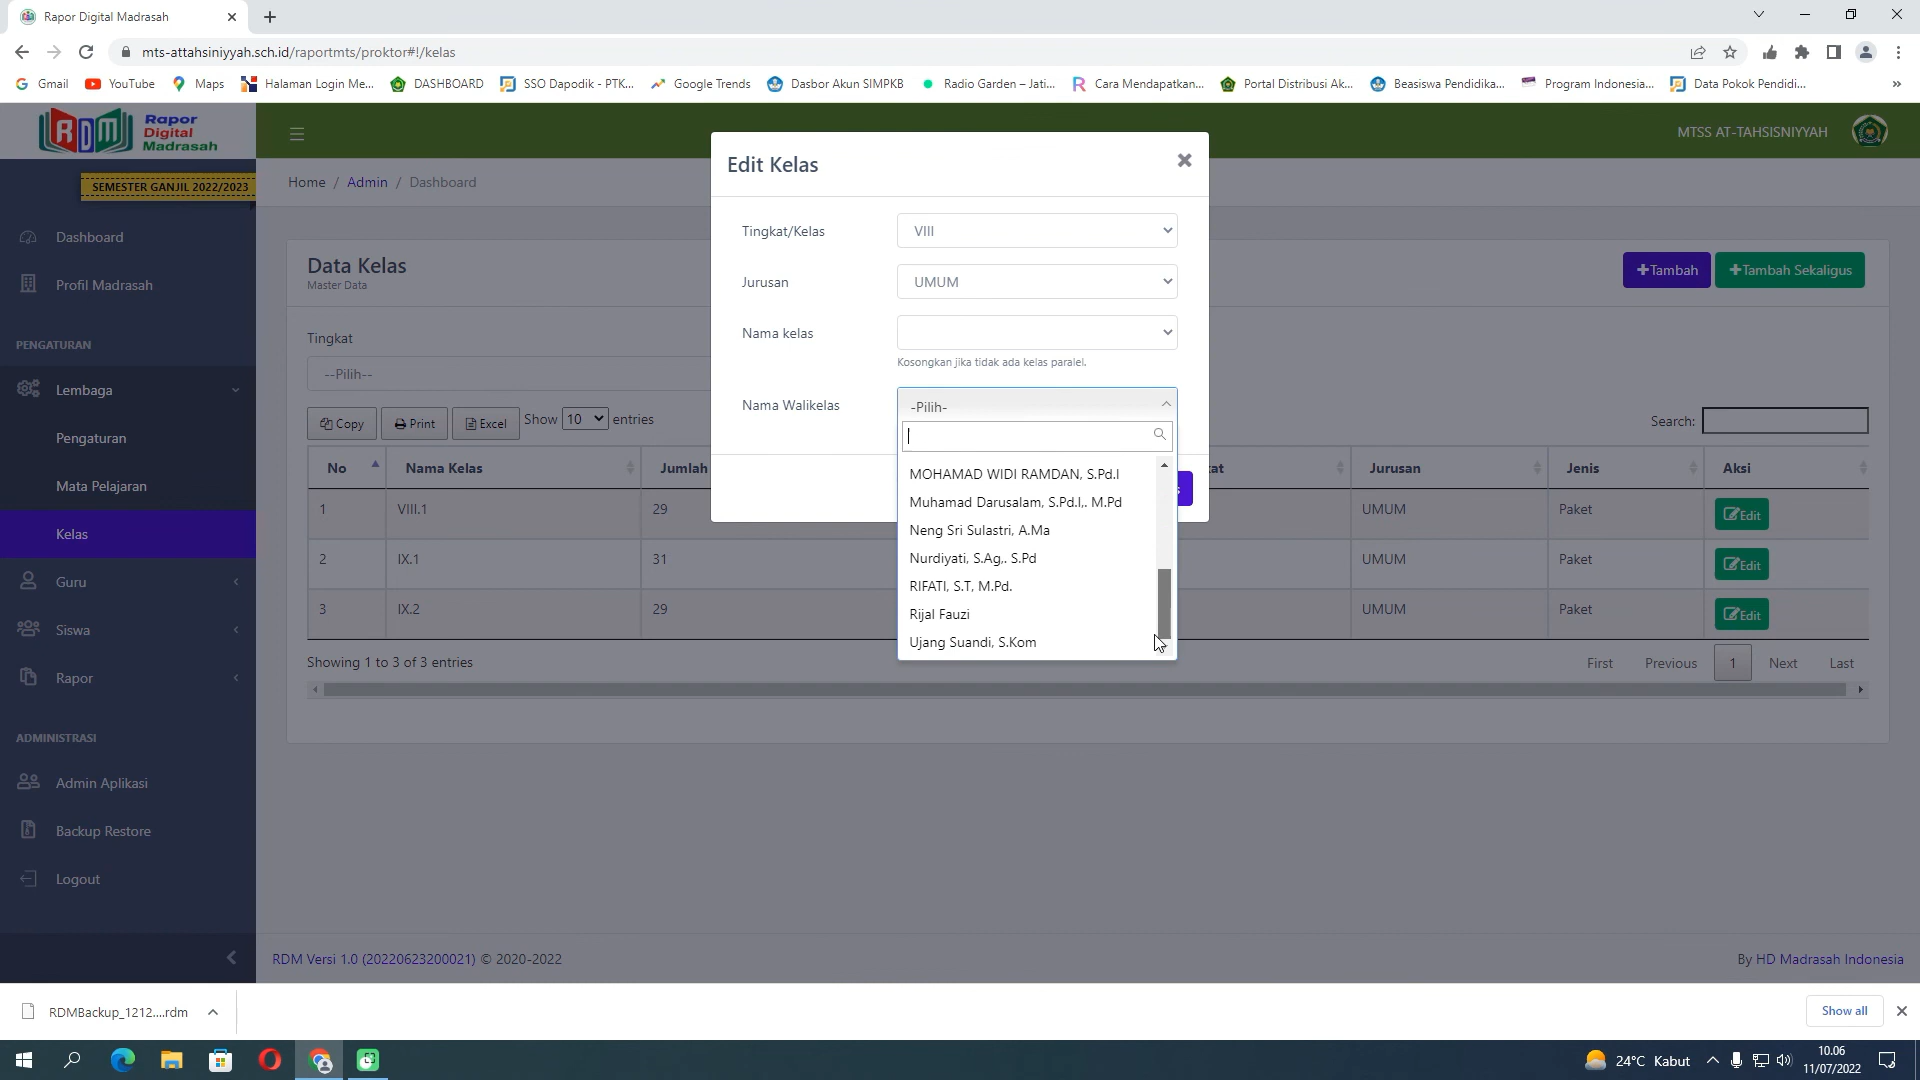 Rapor Digital Madrasah
mts-attahsiniyyah.sch.id/raportmts/proktor#!/kelas
Gmail
YouTube
Maps
Halaman Login Me...
DASHBOARD
SSO Dapodik - PTK...
Google Trends
Dasbor Akun SIMPKB
Radio Garden – Jati...
Cara Mendapatkan...
Portal Distribusi Ak...
Beasiswa Pendidika...
Program Indonesia...
Data Pokok Pendidi...
»
RDM
Rapor
Digital
Madrasah
MTSS AT-TAHSISNIYYAH
SEMESTER GANJIL 2022/2023
Home / Admin / Dashboard
Dashboard
Profil Madrasah
PENGATURAN
Lembaga
Pengaturan
Mata Pelajaran
Kelas
Guru
Siswa
Rapor
ADMINISTRASI
Admin Aplikasi
Backup Restore
Logout
Data Kelas
Master Data
+Tambah
+Tambah Sekaligus
Tingkat
--Pilih--
Copy
Print
Excel
Show 10 entries
Search:
No Nama Kelas Jumlah at Jurusan Jenis Aksi
1 VIII.1 29 UMUM Paket Edit
2 IX.1 31 UMUM Paket Edit
3 IX.2 29 UMUM Paket Edit
Showing 1 to 3 of 3 entries
First Previous 1 Next Last
Edit Kelas
Tingkat/Kelas VIII
Jurusan UMUM
Nama kelas
Kosongkan jika tidak ada kelas paralel.
Nama Walikelas -Pilih-
MOHAMAD WIDI RAMDAN, S.Pd.I
Muhamad Darusalam, S.Pd.I,. M.Pd
Neng Sri Sulastri, A.Ma
Nurdiyati, S.Ag,. S.Pd
RIFATI, S.T, M.Pd.
Rijal Fauzi
Ujang Suandi, S.Kom
RDM Versi 1.0 (20220623200021) © 2020-2022
By HD Madrasah Indonesia
RDMBackup_1212....rdm
Show all
24°C Kabut
10.06
11/07/2022